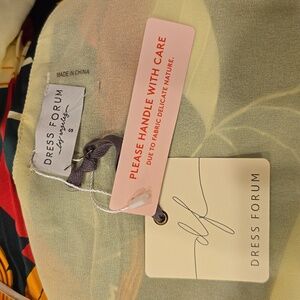 MADE IN CHINA
DRESS FORUM
S
PLEASE HANDLE WITH CARE
DUE TO FABRIC DELICATE NATURE.
df
DRESS FORUM